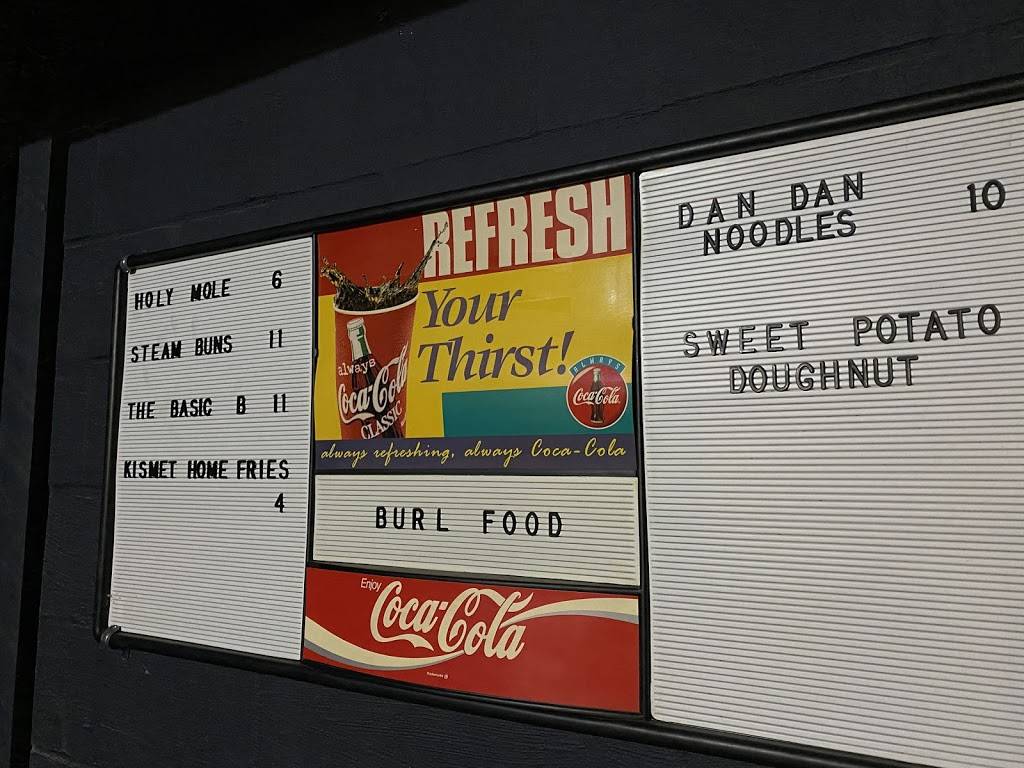 HOLY MOLE 6
STEAM BUNS 11
THE BASIC B 11
KISMET HOME FRIES
4
REFRESH
Your
Thirst!
always
Coca-Cola
CLASSIC
ALWAYS
Coca-Cola
always refreshing, always Coca-Cola
BURL FOOD
Enjoy
Coca-Cola
DAN DAN 10
NOODLES
SWEET POTATO
DOUGHNUT